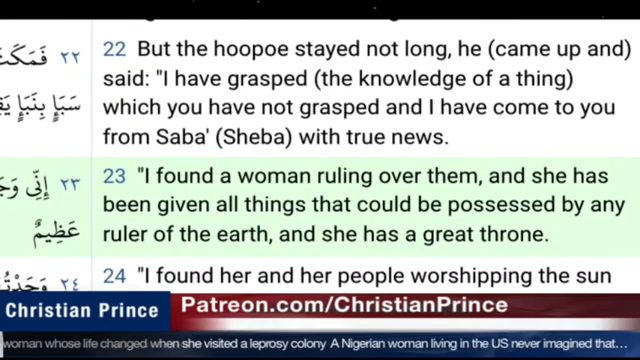 ٢٢ فَمَكَثَ
22 But the hoopoe stayed not long, he (came up and)
said: "I have grasped (the knowledge of a thing)
which you have not grasped and I have come to you
from Saba' (Sheba) with true news.
٢٣ إِنِّي
عَظِيمٌ
23 "I found a woman ruling over them, and she has
been given all things that could be possessed by any
ruler of the earth, and she has a great throne.
٢٤
24 "I found her and her people worshipping the sun
Christian Prince
Patreon.com/ChristianPrince
woman whose life changed when she visited a leprosy colony A Nigerian woman living in the US never imagined that...